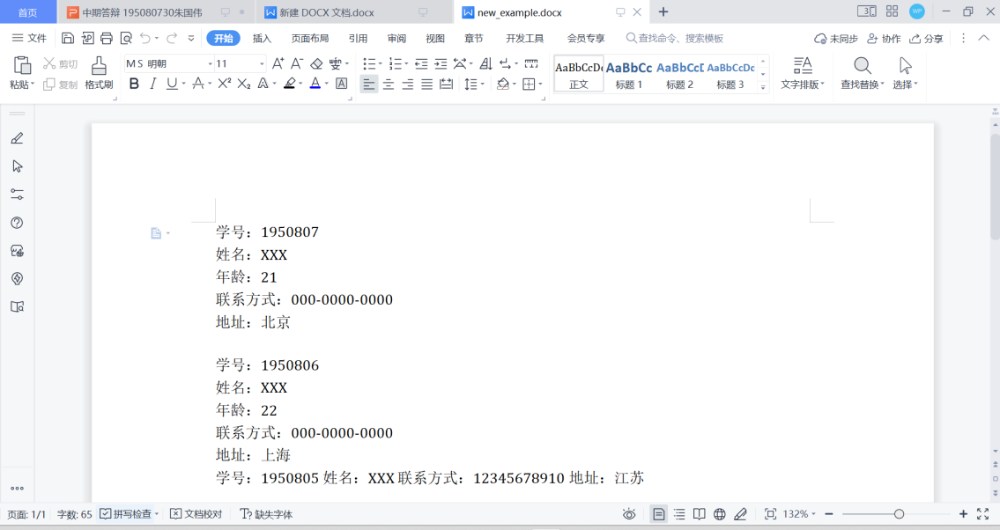 首页 中期答辩 195080730朱国伟 新建 DOCX 文档.docx new_example.docx
文件 开始 插入 页面布局 引用 审阅 视图 章节 开发工具 会员专享 查找命令、搜索模板 未同步 协作 分享
剪切 MS 明朝 11 AaBbCcDd AaBbCc AaBbCcD AaBbCcDc
粘贴 复制 格式刷 B I U A X² X₂ A A A 正文 标题 1 标题 2 标题 3 文字排版 查找替换 选择
学号：1950807
姓名：XXX
年龄：21
联系方式：000-0000-0000
地址：北京
学号：1950806
姓名：XXX
年龄：22
联系方式：000-0000-0000
地址：上海
学号：1950805 姓名：XXX 联系方式：12345678910 地址：江苏
页面: 1/1 字数: 65 拼写检查 文档校对 缺失字体 132%